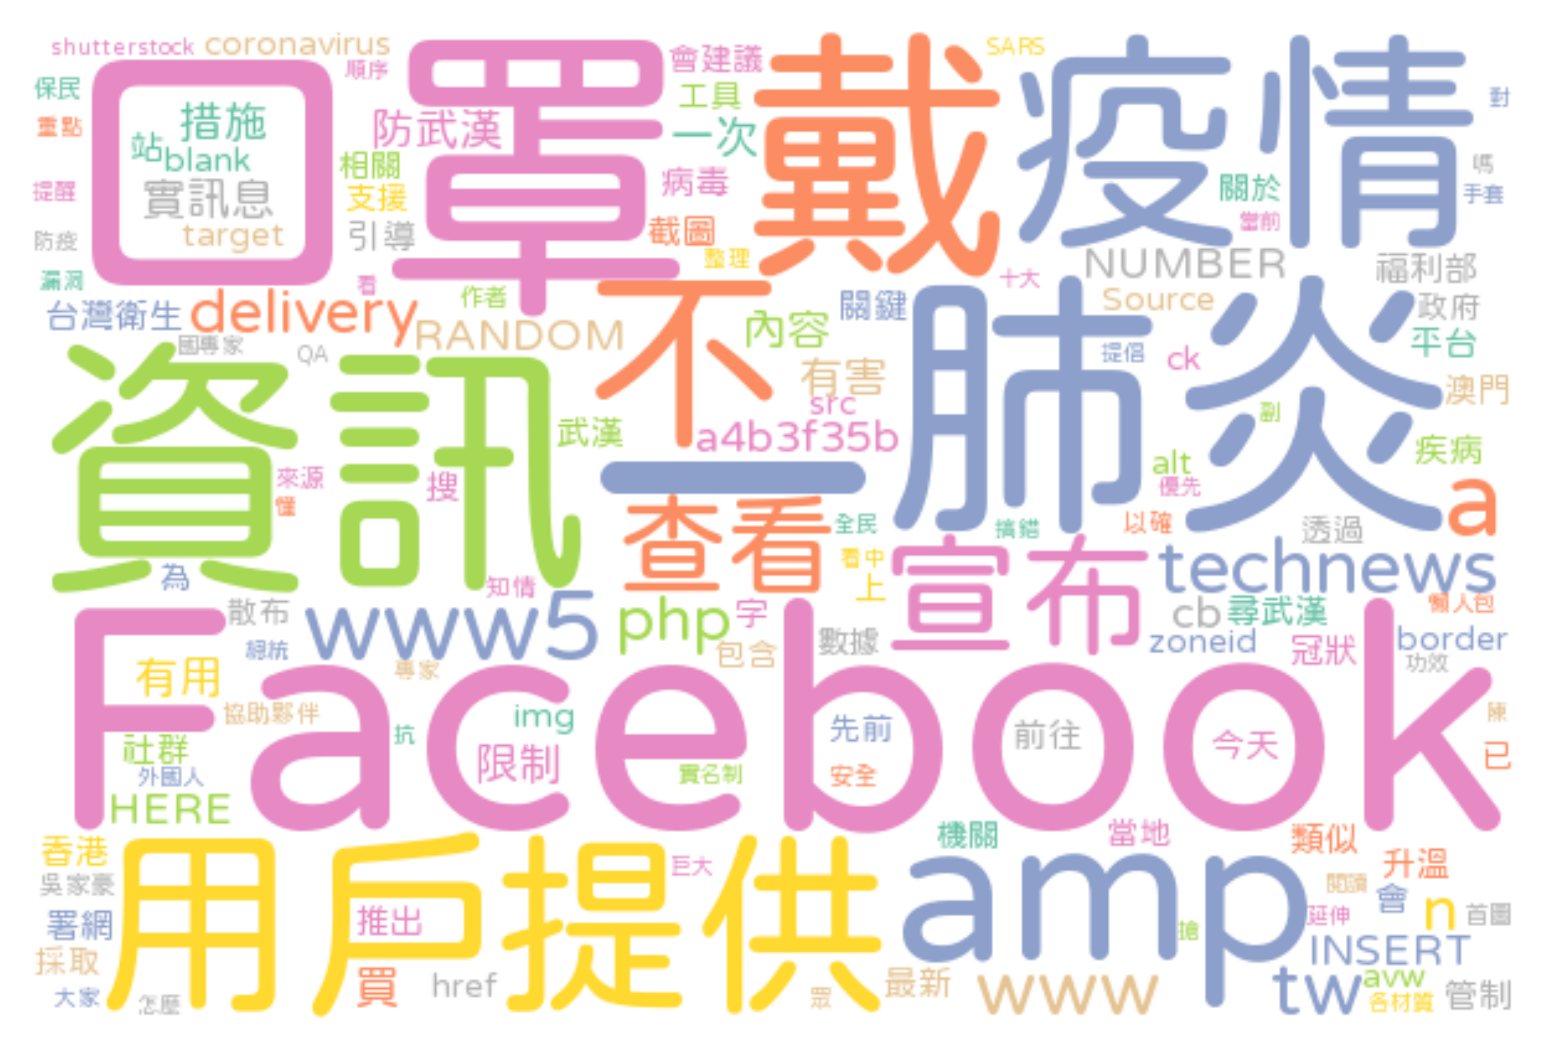 shutterstock
coronavirus
順序
會建議
SARS
保民
口罩
戴
疫情
對
重點
措施
防武漢
工具
一次
站
blank
相關
嗎
提醒
實訊息
支援
病毒
關於
手套
target
引導
截圖
當前
防疫
整理
NUMBER
福利部
漏洞
看
作者
十大
台灣衛生
delivery
RANDOM
不
內容
關鍵
肺炎
Source
政府
國專家
QA
提倡
ck
平台
資訊
有害
澳門
武漢
src
a4b3f35b
副
來源
搜
一
alt
疾病
懂
優先
a
查看
全民
搞錯
以確
透過
為
知情
看中
上
宣布
technews
散布
www5
php
字
cb
尋武漢
懶人包
總統
包含
數據
zoneid
冠狀
border
功效
有用
專家
Facebook
協助夥伴
img
先前
前往
今天
陳
社群
抗
限制
已
外國人
實名制
安全
HERE
香港
用戶
提供
機關
當地
類似
巨大
amp
升溫
吳家豪
閱讀
會
n
首圖
署網
推出
延伸
搶
INSERT
採取
買
href
最新
www
tw
avw
管制
大家
怎麼
眾
各材質